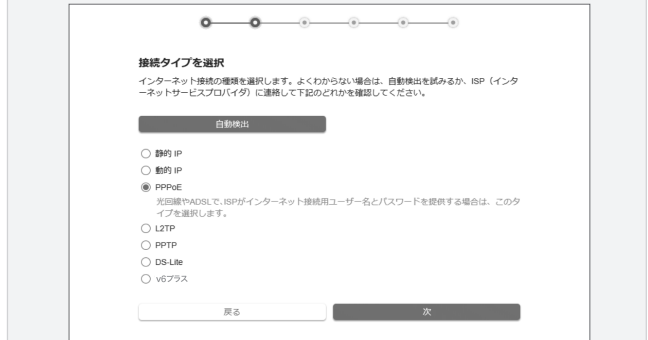 接続タイプを選択
インターネット接続の種類を選択します。よくわからない場合は、自動検出を試みるか、ISP（インタ
ーネットサービスプロバイダ）に連絡して下記のどれかを確認してください。
自動検出
静的 IP
動的 IP
PPPoE
光回線やADSLで、ISPがインターネット接続用ユーザー名とパスワードを提供する場合は、このタ
イプを選択します。
L2TP
PPTP
DS-Lite
v6プラス
戻る
次